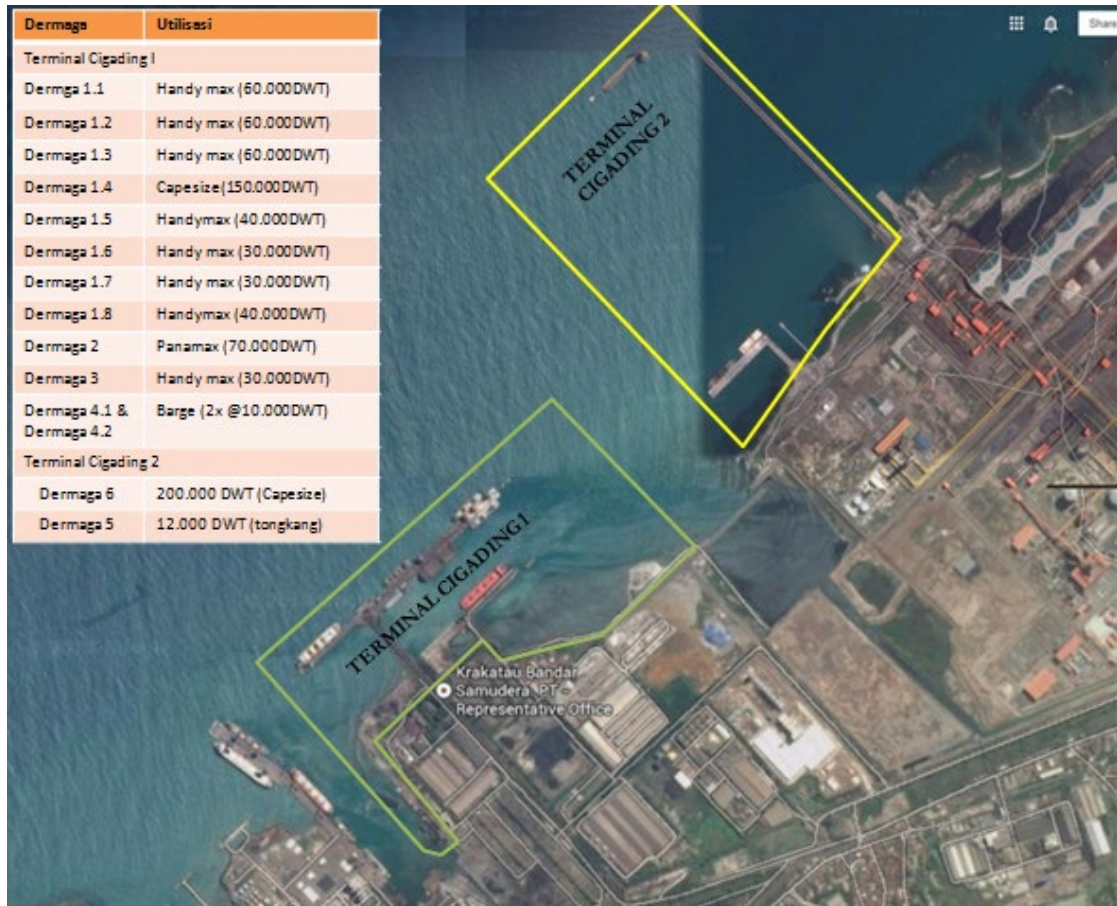 Dermaga Utilisasi
Terminal Cigading I
Dermga 1.1 Handy max (60.000DWT)
Dermaga 1.2 Handy max (60.000DWT)
Dermaga 1.3 Handy max (60.000DWT)
Dermaga 1.4 Capesize(150.000DWT)
Dermaga 1.5 Handymax (40.000DWT)
Dermaga 1.6 Handy max (30.000DWT)
Dermaga 1.7 Handy max (30.000DWT)
Dermaga 1.8 Handymax (40.000DWT)
Dermaga 2 Panamax (70.000DWT)
Dermaga 3 Handy max (30.000DWT)
Dermaga 4.1 & Barge (2x @10.000DWT)
Dermaga 4.2
Terminal Cigading 2
Dermaga 6 200.000 DWT (Capesize)
Dermaga 5 12.000 DWT (tongkang)
Share
TERMINAL
CIGADING 2
TERMINAL CIGADING1
Krakatau Bandar
Samudera, PT -
Representative Office